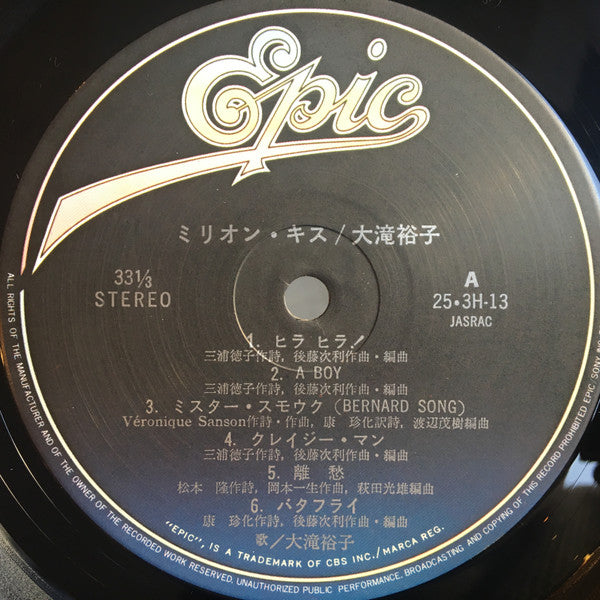 Epic
ミリオン・キス/大滝裕子
33⅓
STEREO
A
25・3H-13
JASRAC
1. ヒラ ヒラ!
三浦徳子作詩, 後藤次利作曲・編曲
2. A BOY
三浦徳子作詩, 後藤次利作曲・編曲
3. ミスター・スモウク (BERNARD SONG)
Véronique Sanson作詩・作曲, 康 珍化訳詩, 渡辺茂樹編曲
4. クレイジー・マン
三浦徳子作詩, 後藤次利作曲・編曲
5. 離 愁
松本 隆作詩, 岡本一生作曲, 萩田光雄編曲
6. バタフライ
康 珍化作詩, 後藤次利作曲・編曲
歌/大滝裕子
"EPIC", IS A TRADEMARK OF CBS INC./MARCA REG.
ALL RIGHTS OF THE MANUFACTURER AND OF THE OWNER OF THE RECORDED WORK RESERVED. UNAUTHORIZED PUBLIC PERFORMANCE, BROADCASTING AND COPYING OF THIS RECORD PROHIBITED EPIC/SONY INC.